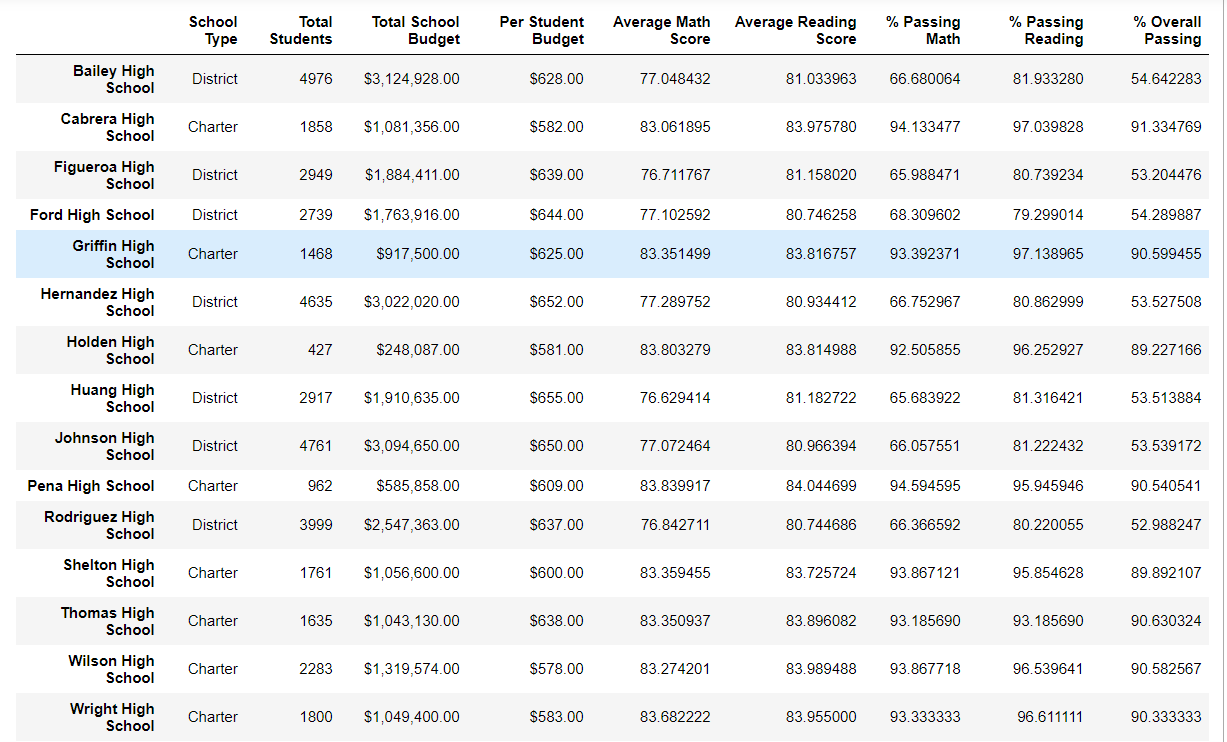 School Type Total Students Total School Budget Per Student Budget Average Math Score Average Reading Score % Passing Math % Passing Reading % Overall Passing
Bailey High School District 4976 $3,124,928.00 $628.00 77.048432 81.033963 66.680064 81.933280 54.642283
Cabrera High School Charter 1858 $1,081,356.00 $582.00 83.061895 83.975780 94.133477 97.039828 91.334769
Figueroa High School District 2949 $1,884,411.00 $639.00 76.711767 81.158020 65.988471 80.739234 53.204476
Ford High School District 2739 $1,763,916.00 $644.00 77.102592 80.746258 68.309602 79.299014 54.289887
Griffin High School Charter 1468 $917,500.00 $625.00 83.351499 83.816757 93.392371 97.138965 90.599455
Hernandez High School District 4635 $3,022,020.00 $652.00 77.289752 80.934412 66.752967 80.862999 53.527508
Holden High School Charter 427 $248,087.00 $581.00 83.803279 83.814988 92.505855 96.252927 89.227166
Huang High School District 2917 $1,910,635.00 $655.00 76.629414 81.182722 65.683922 81.316421 53.513884
Johnson High School District 4761 $3,094,650.00 $650.00 77.072464 80.966394 66.057551 81.222432 53.539172
Pena High School Charter 962 $585,858.00 $609.00 83.839917 84.044699 94.594595 95.945946 90.540541
Rodriguez High School District 3999 $2,547,363.00 $637.00 76.842711 80.744686 66.366592 80.220055 52.988247
Shelton High School Charter 1761 $1,056,600.00 $600.00 83.359455 83.725724 93.867121 95.854628 89.892107
Thomas High School Charter 1635 $1,043,130.00 $638.00 83.350937 83.896082 93.185690 93.185690 90.630324
Wilson High School Charter 2283 $1,319,574.00 $578.00 83.274201 83.989488 93.867718 96.539641 90.582567
Wright High School Charter 1800 $1,049,400.00 $583.00 83.682222 83.955000 93.333333 96.611111 90.333333